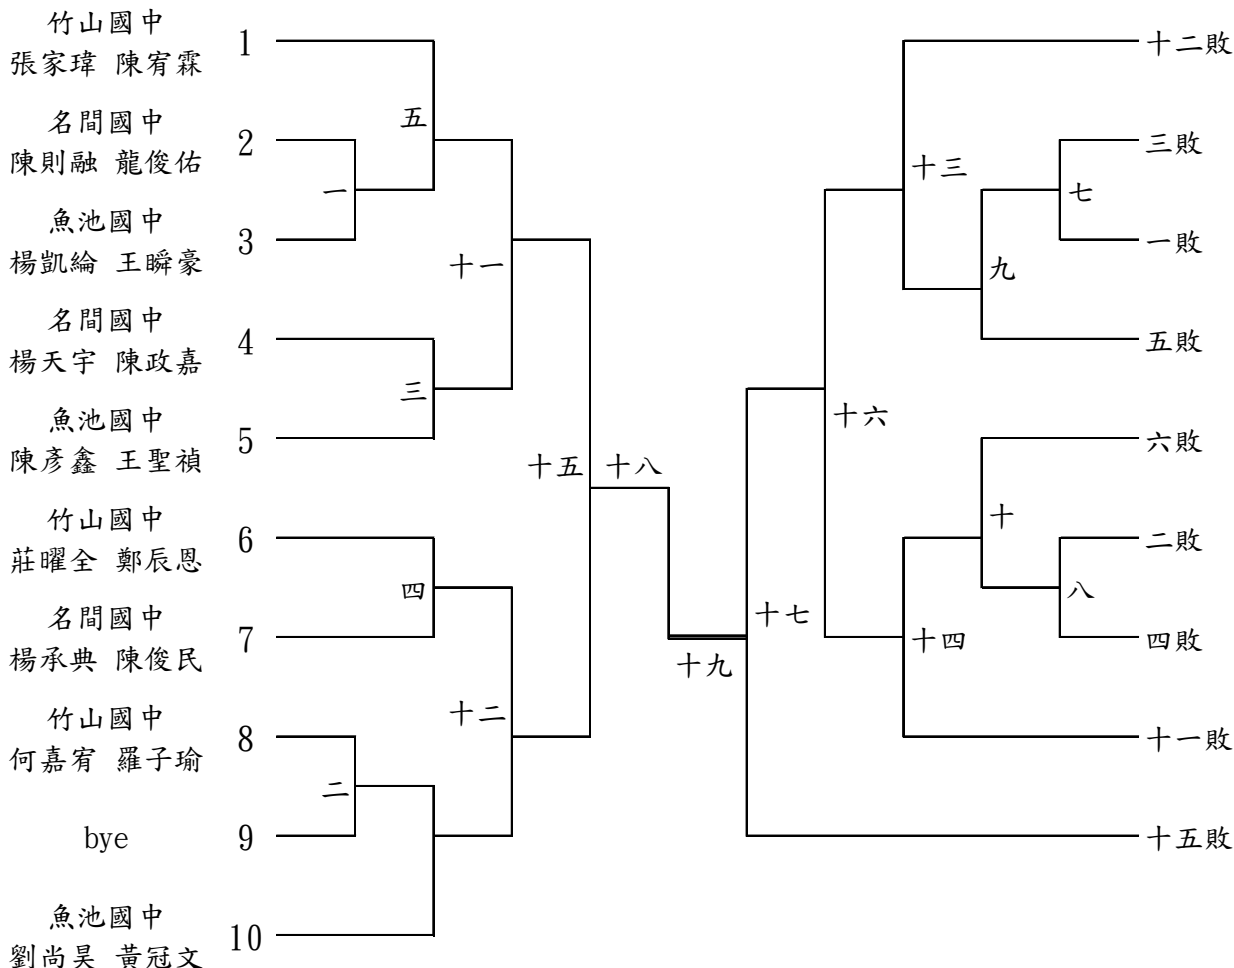 竹山國中
張家瑋 陳宥霖
1
名間國中
陳則融 龍俊佑
2
魚池國中
楊凱綸 王瞬豪
3
名間國中
楊天宇 陳政嘉
4
魚池國中
陳彥鑫 王聖禎
5
竹山國中
莊曜全 鄭辰恩
6
名間國中
楊承典 陳俊民
7
竹山國中
何嘉宥 羅子瑜
8
bye
9
魚池國中
劉尚昊 黃冠文
10
五
一
十一
三
十五
四
十二
二
十八
十九
十七
十六
十三
七
九
十
八
十四
十二敗
三敗
一敗
五敗
六敗
二敗
四敗
十一敗
十五敗